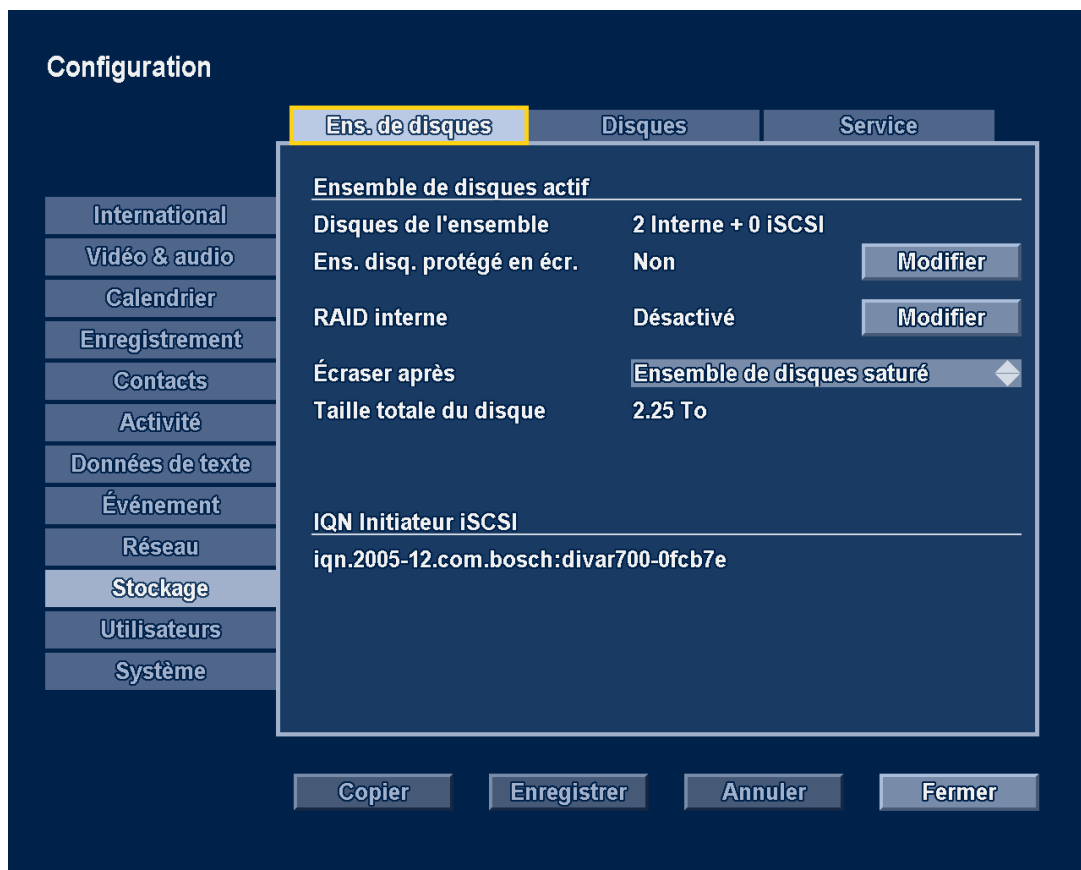 Configuration
Ens. de disques
Disques
Service
International
Vidéo & audio
Calendrier
Enregistrement
Contacts
Activité
Données de texte
Événement
Réseau
Stockage
Utilisateurs
Système
Ensemble de disques actif
Disques de l'ensemble 2 Interne + 0 iSCSI
Ens. disq. protégé en écr. Non Modifier
RAID interne Désactivé Modifier
Écraser après Ensemble de disques saturé
Taille totale du disque 2.25 To
IQN Initiateur iSCSI
iqn.2005-12.com.bosch:divar700-0fcb7e
Copier
Enregistrer
Annuler
Fermer